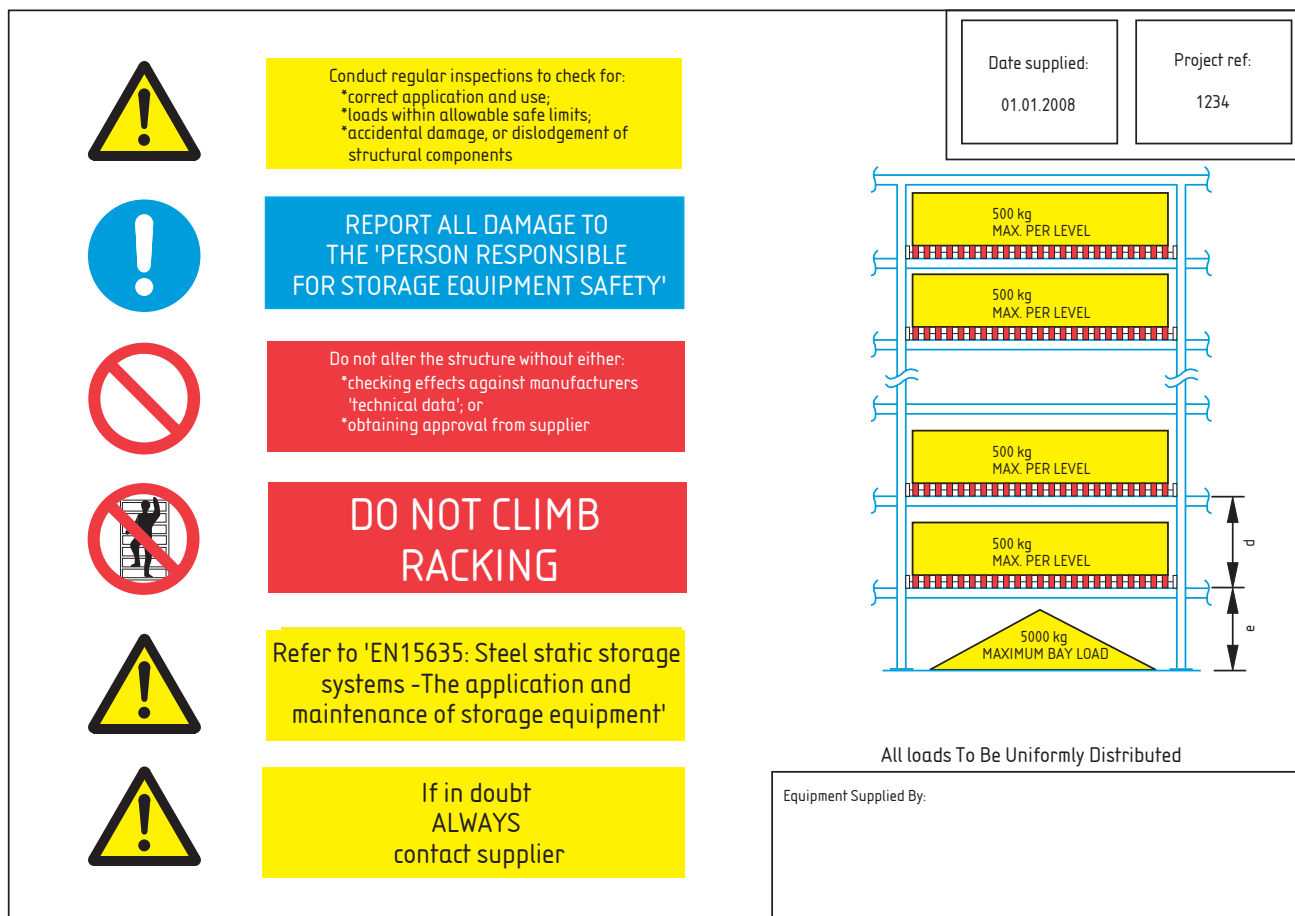 Conduct regular inspections to check for:
*correct application and use;
*loads within allowable safe limits;
*accidental damage, or dislodgement of
structural components
REPORT ALL DAMAGE TO
THE 'PERSON RESPONSIBLE
FOR STORAGE EQUIPMENT SAFETY'
Do not alter the structure without either:
*checking effects against manufacturers
'technical data'; or
*obtaining approval from supplier
DO NOT CLIMB
RACKING
Refer to 'EN15635: Steel static storage
systems -The application and
maintenance of storage equipment'
If in doubt
ALWAYS
contact supplier
Date supplied:
01.01.2008
Project ref:
1234
500 kg
MAX. PER LEVEL
500 kg
MAX. PER LEVEL
500 kg
MAX. PER LEVEL
d
500 kg
MAX. PER LEVEL
e
5000 kg
MAXIMUM BAY LOAD
All loads To Be Uniformly Distributed
Equipment Supplied By: